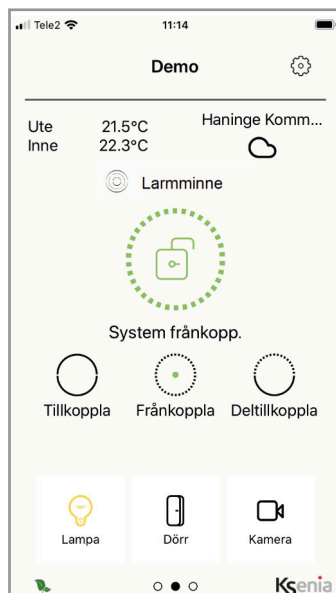 Tele2 11:14
Demo
Ute 21.5°C Haninge Komm...
Inne 22.3°C
Larmminne
System frånkopp.
Tillkoppla Frånkoppla Deltillkoppla
Lampa Dörr Kamera
Ksenia